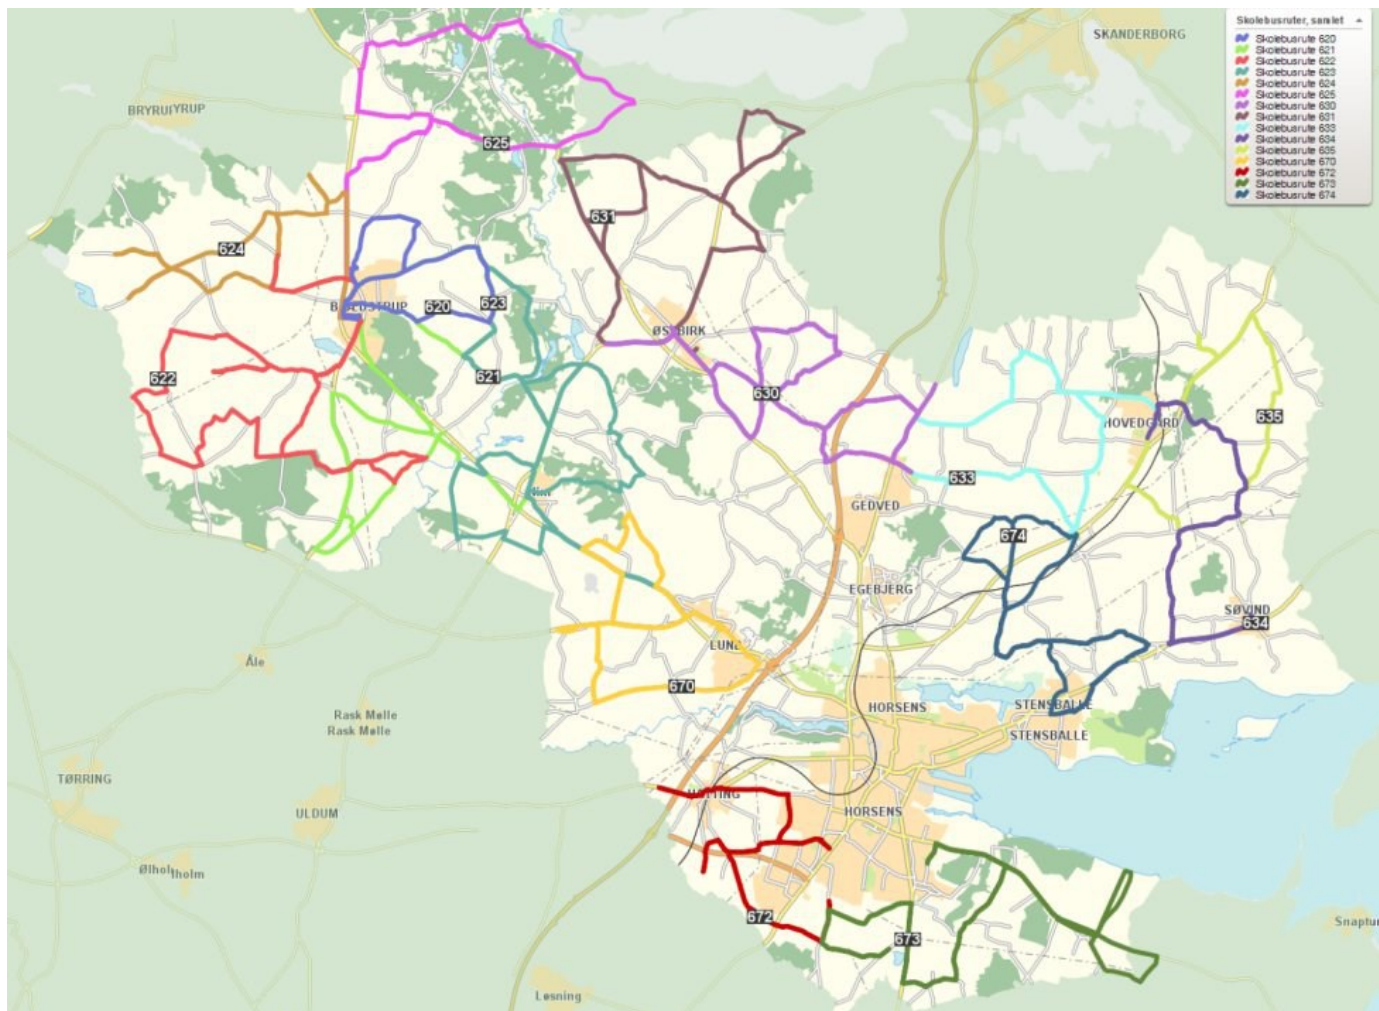 Skolebusruter, samlet
Skolebusrute 620
Skolebusrute 621
Skolebusrute 622
Skolebusrute 623
Skolebusrute 624
Skolebusrute 625
Skolebusrute 630
Skolebusrute 631
Skolebusrute 633
Skolebusrute 634
Skolebusrute 635
Skolebusrute 670
Skolebusrute 672
Skolebusrute 673
Skolebusrute 674
SKANDERBORG
625
631
624
620
623
ØSTBIRK
622
621
630
635
HOVEDGÅRD
633
GEDVED
674
EGEBJERG
SØVIND
634
LUND
Åle
670
HORSENS
STENSBALLE
STENSBALLE
Rask Mølle
Rask Mølle
TØRRING
ULDUM
HORSENS
672
673
Løsning